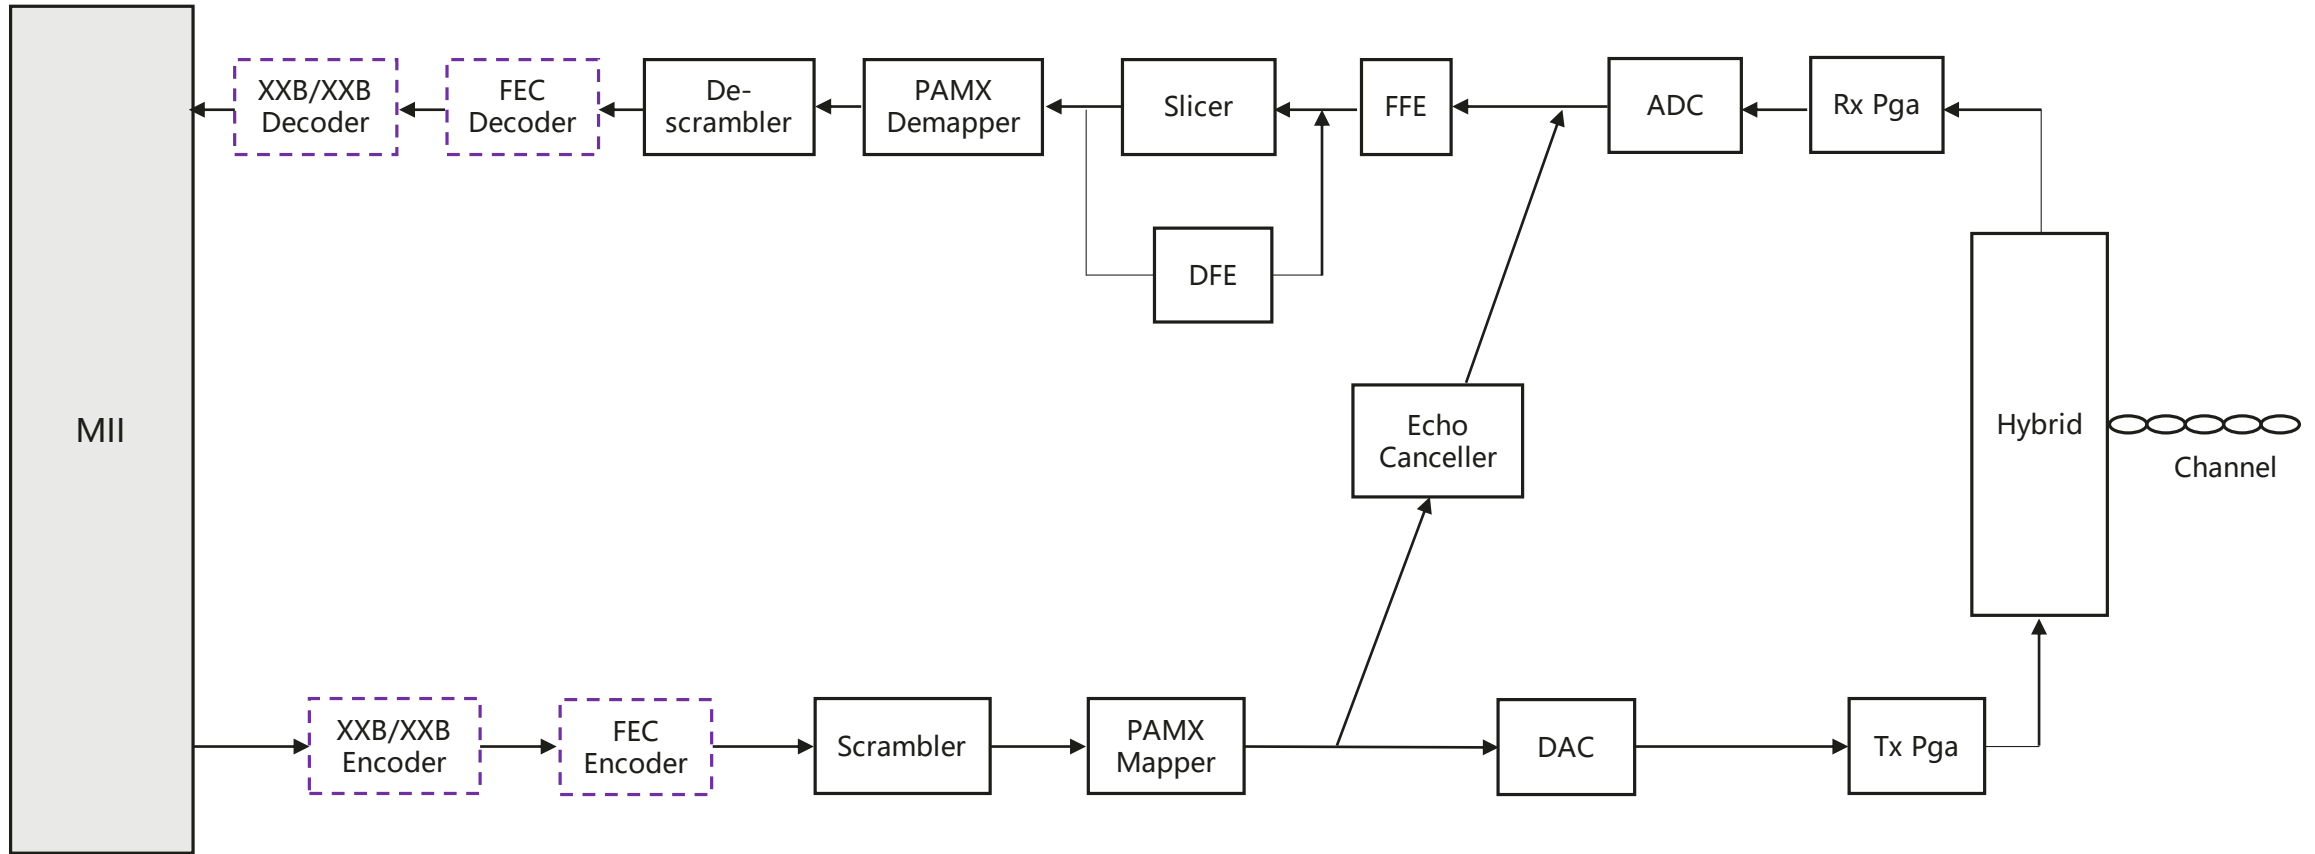 XXB/XXB
Decoder
FEC
Decoder
De-
scrambler
PAMX
Demapper
Slicer
FFE
ADC
Rx Pga
DFE
MII
Echo
Canceller
Hybrid
Channel
XXB/XXB
Encoder
FEC
Encoder
Scrambler
PAMX
Mapper
DAC
Tx Pga